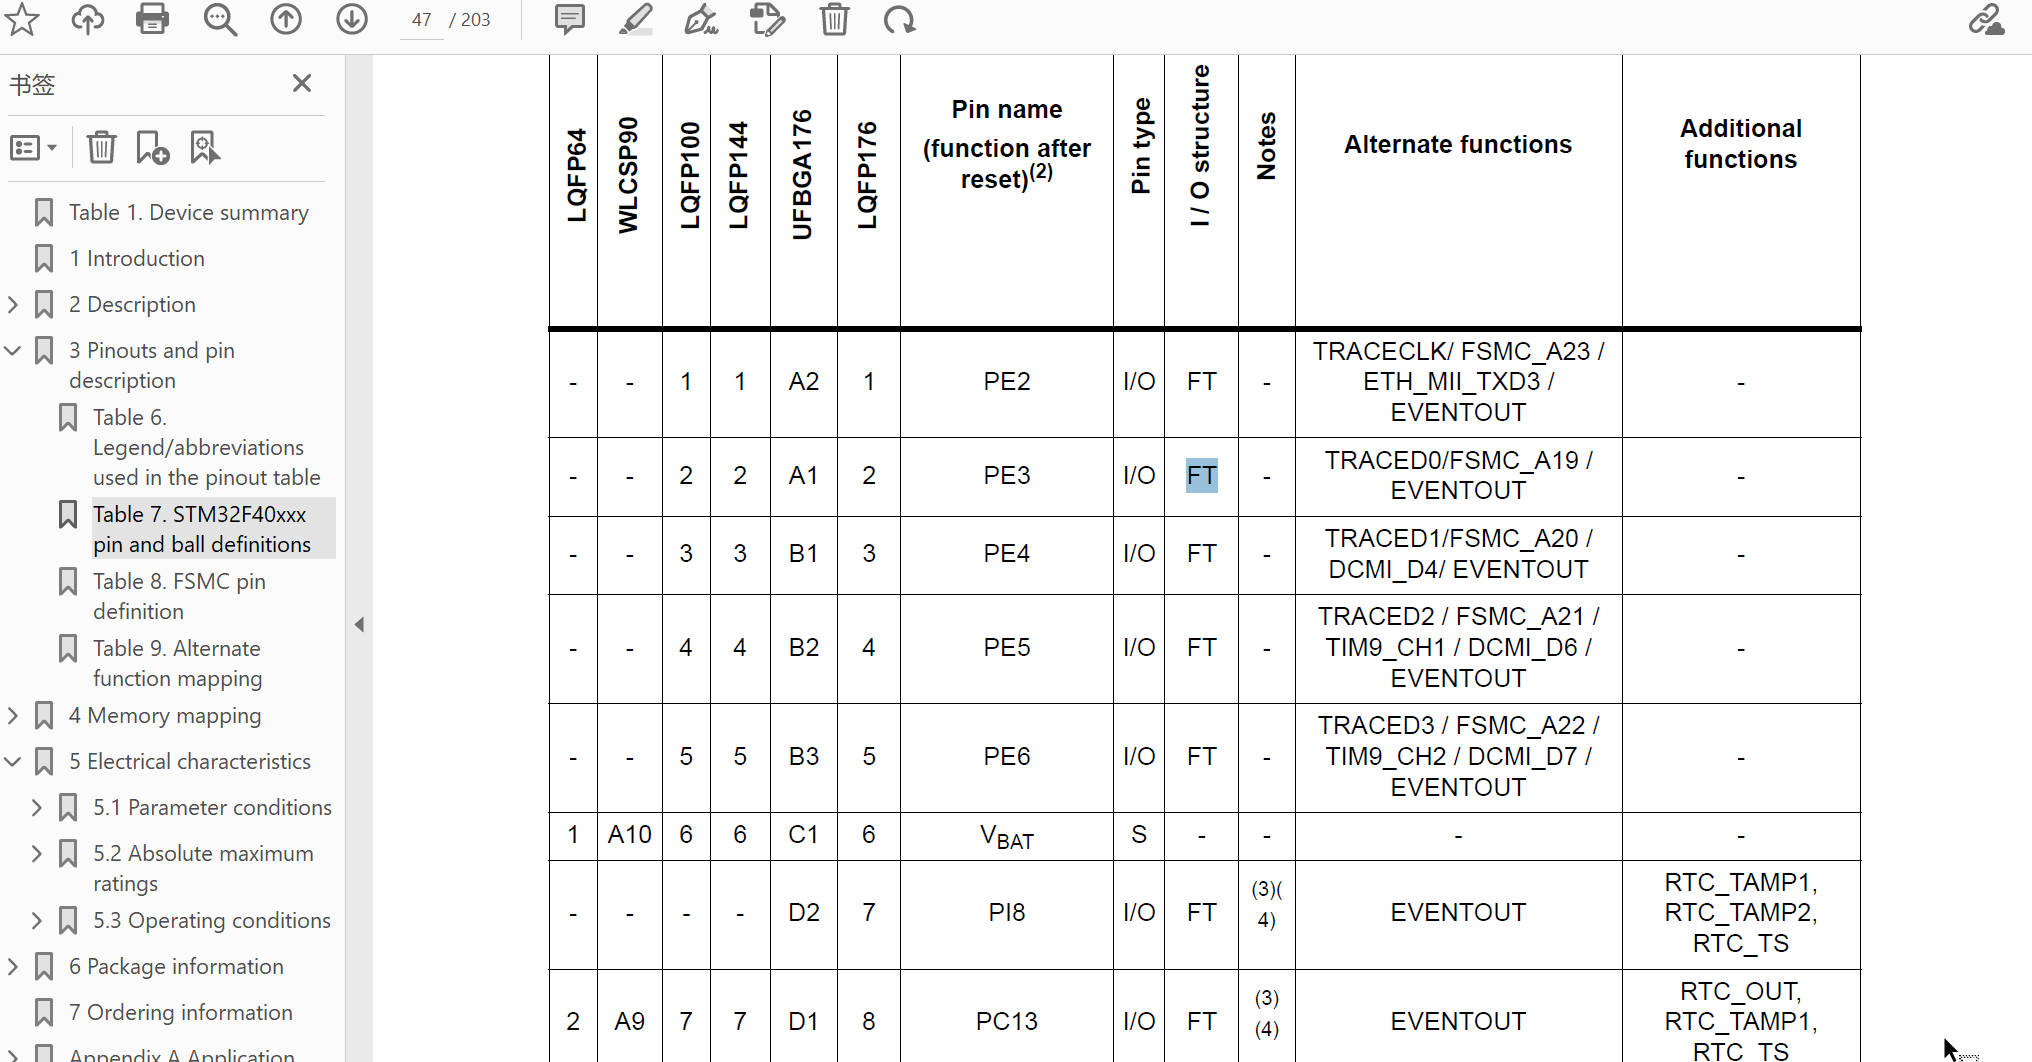 47 / 203
书签
Table 1. Device summary
1 Introduction
2 Description
3 Pinouts and pin
description
Table 6.
Legend/abbreviations
used in the pinout table
Table 7. STM32F40xxx
pin and ball definitions
Table 8. FSMC pin
definition
Table 9. Alternate
function mapping
4 Memory mapping
5 Electrical characteristics
5.1 Parameter conditions
5.2 Absolute maximum
ratings
5.3 Operating conditions
6 Package information
7 Ordering information
Appendix A Application
LQFP64
WLCSP90
LQFP100
LQFP144
UFBGA176
LQFP176
Pin name
(function after
reset)(2)
Pin type
I / O structure
Notes
Alternate functions
Additional
functions
- - 1 1 A2 1 PE2 I/O FT - TRACECLK/ FSMC_A23 /
ETH_MII_TXD3 /
EVENTOUT
-
- - 2 2 A1 2 PE3 I/O FT - TRACED0/FSMC_A19 /
EVENTOUT
-
- - 3 3 B1 3 PE4 I/O FT - TRACED1/FSMC_A20 /
DCMI_D4/ EVENTOUT
-
- - 4 4 B2 4 PE5 I/O FT - TRACED2 / FSMC_A21 /
TIM9_CH1 / DCMI_D6 /
EVENTOUT
-
- - 5 5 B3 5 PE6 I/O FT - TRACED3 / FSMC_A22 /
TIM9_CH2 / DCMI_D7 /
EVENTOUT
-
1 A10 6 6 C1 6 VBAT S - - - -
- - - - D2 7 PI8 I/O FT (3)(
4)
EVENTOUT
RTC_TAMP1,
RTC_TAMP2,
RTC_TS
2 A9 7 7 D1 8 PC13 I/O FT (3)
(4)
EVENTOUT
RTC_OUT,
RTC_TAMP1,
RTC_TS